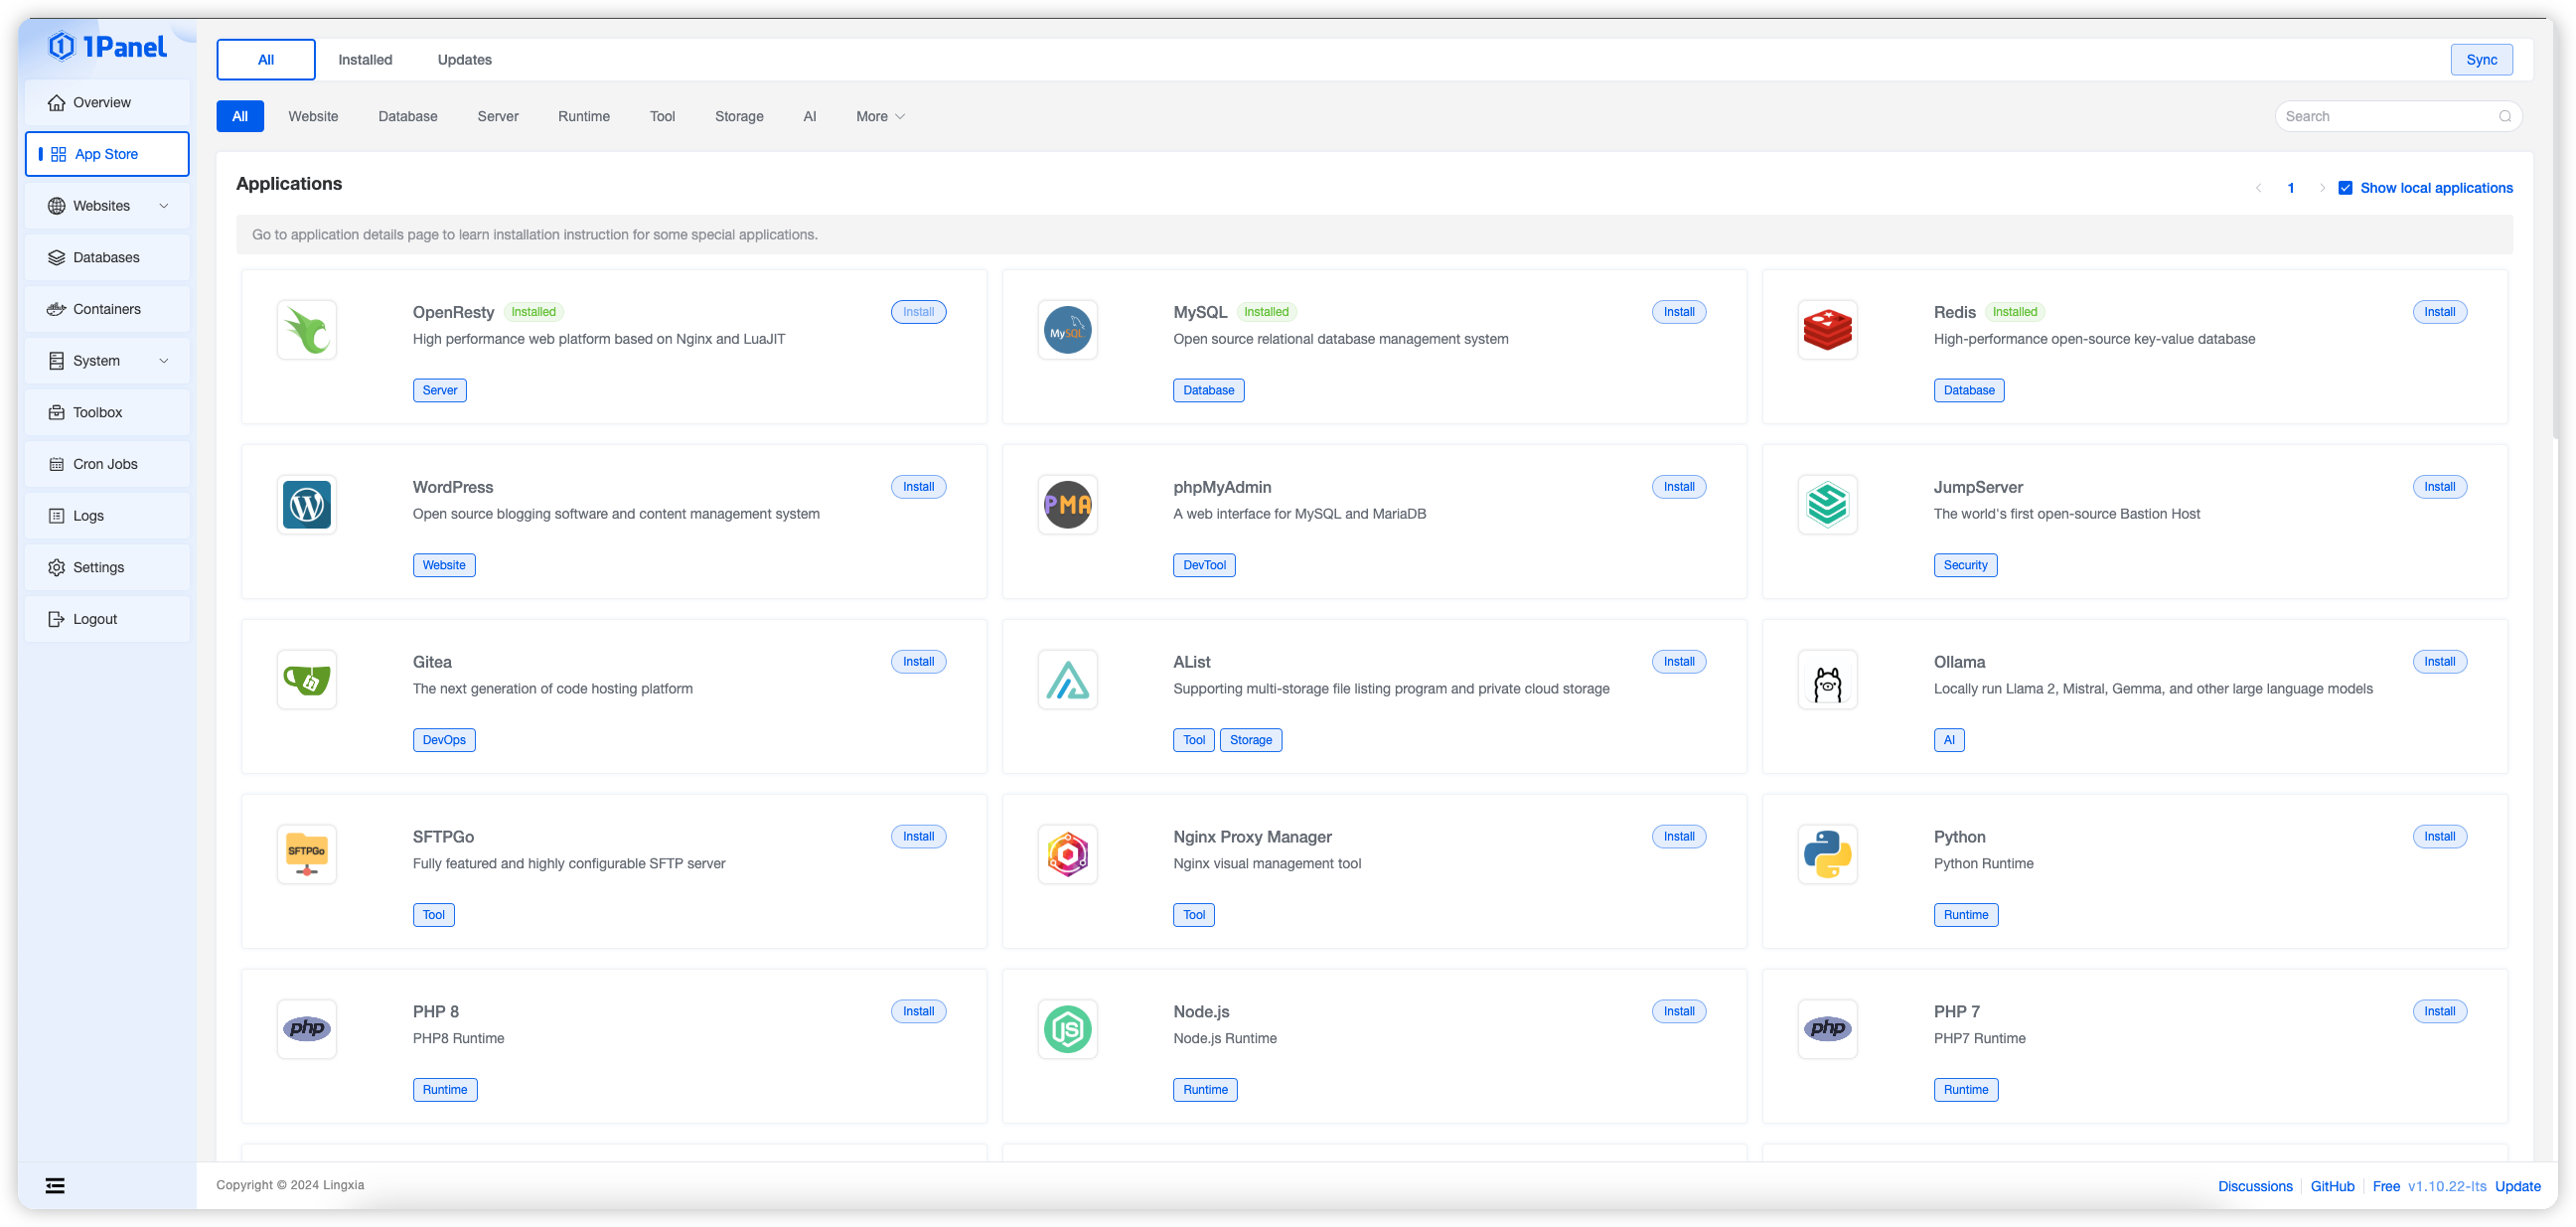 1Panel
Overview
App Store
Websites
Databases
Containers
System
Toolbox
Cron Jobs
Logs
Settings
Logout
All Installed Updates Sync
All Website Database Server Runtime Tool Storage AI More Search
Applications 1 Show local applications
Go to application details page to learn installation instruction for some special applications.
OpenResty Installed Install
High performance web platform based on Nginx and LuaJIT
Server
MySQL
MySQL Installed Install
Open source relational database management system
Database
Redis Installed Install
High-performance open-source key-value database
Database
WordPress Install
Open source blogging software and content management system
Website
PMA
phpMyAdmin Install
A web interface for MySQL and MariaDB
DevTool
JumpServer Install
The world's first open-source Bastion Host
Security
Gitea Install
The next generation of code hosting platform
DevOps
AList Install
Supporting multi-storage file listing program and private cloud storage
Tool Storage
Ollama Install
Locally run Llama 2, Mistral, Gemma, and other large language models
AI
SFTPGo
SFTPGo Install
Fully featured and highly configurable SFTP server
Tool
Nginx Proxy Manager Install
Nginx visual management tool
Tool
Python Install
Python Runtime
Runtime
php
PHP 8 Install
PHP8 Runtime
Runtime
JS
Node.js Install
Node.js Runtime
Runtime
php
PHP 7 Install
PHP7 Runtime
Runtime
Copyright © 2024 Lingxia
Discussions GitHub Free v1.10.22-lts Update